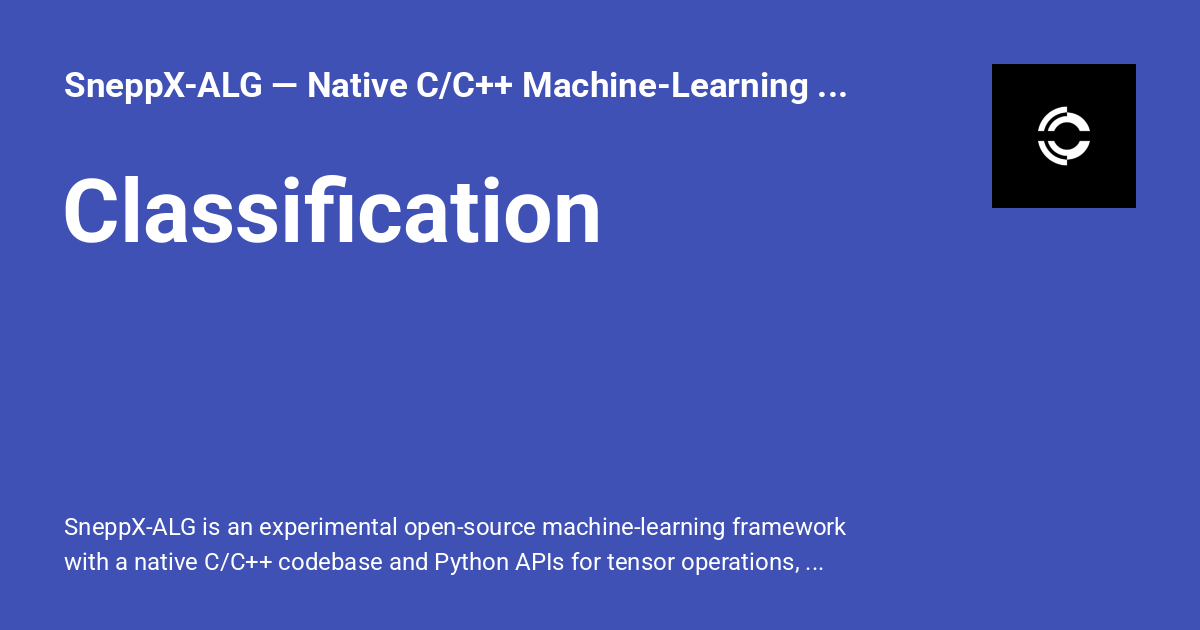 SneppX-ALG — Native C/C++ Machine-Learning ...
Classification
SneppX-ALG is an experimental open-source machine-learning framework
with a native C/C++ codebase and Python APIs for tensor operations, ...